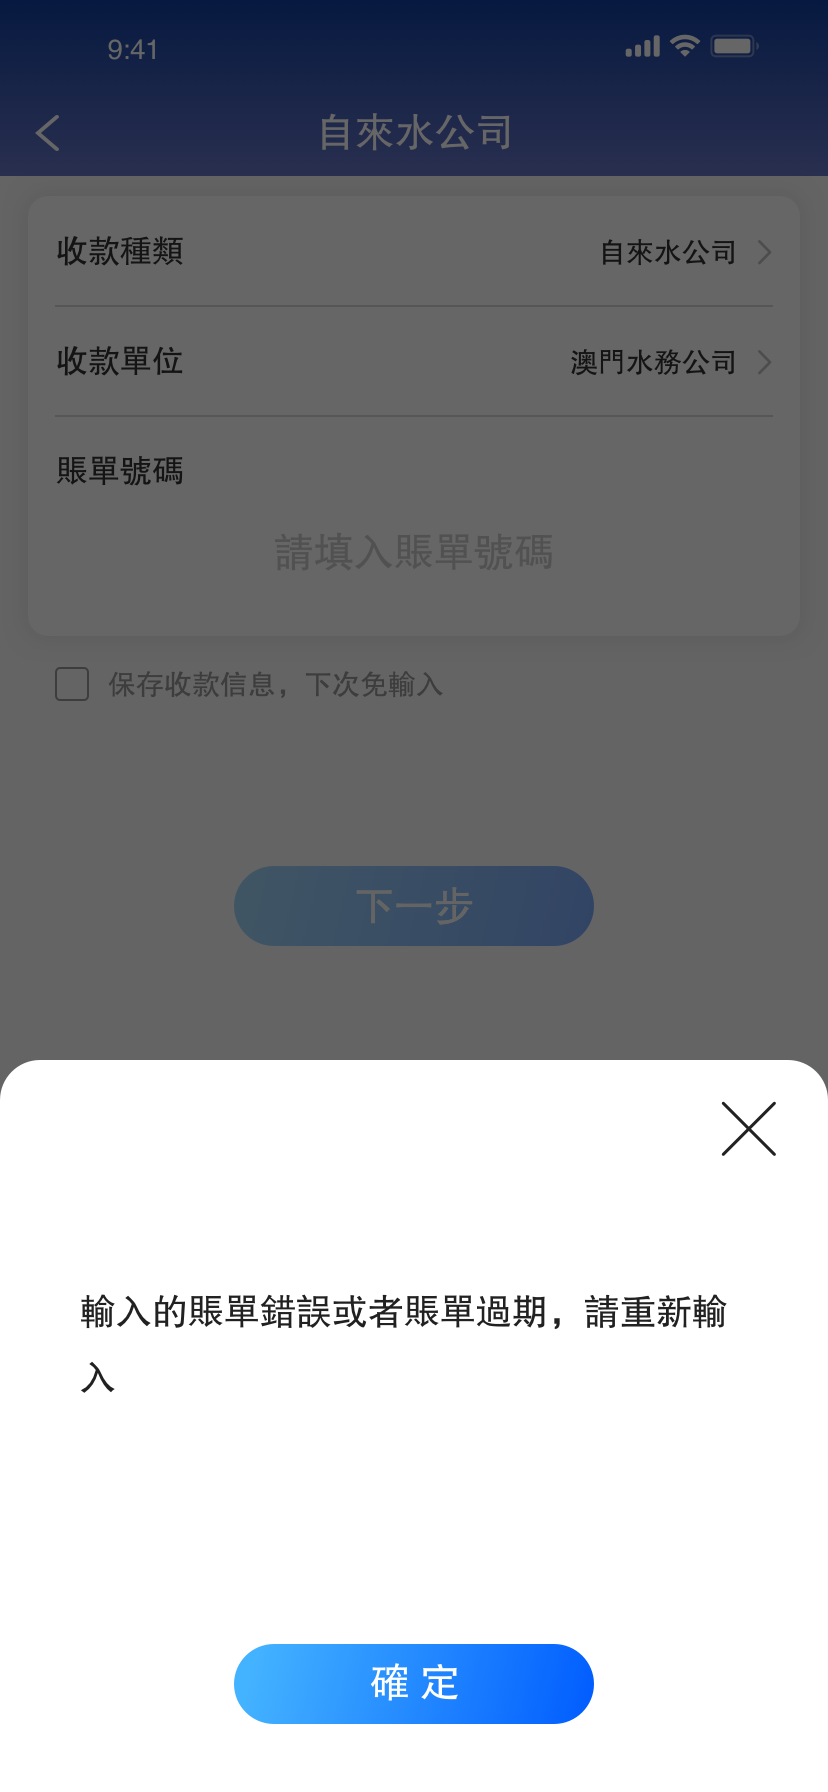 9:41
自來水公司
收款種類
自來水公司
收款單位
澳門水務公司
賬單號碼
請填入賬單號碼
保存收款信息，下次免輸入
下一步
輸入的賬單錯誤或者賬單過期，請重新輸
入
確 定